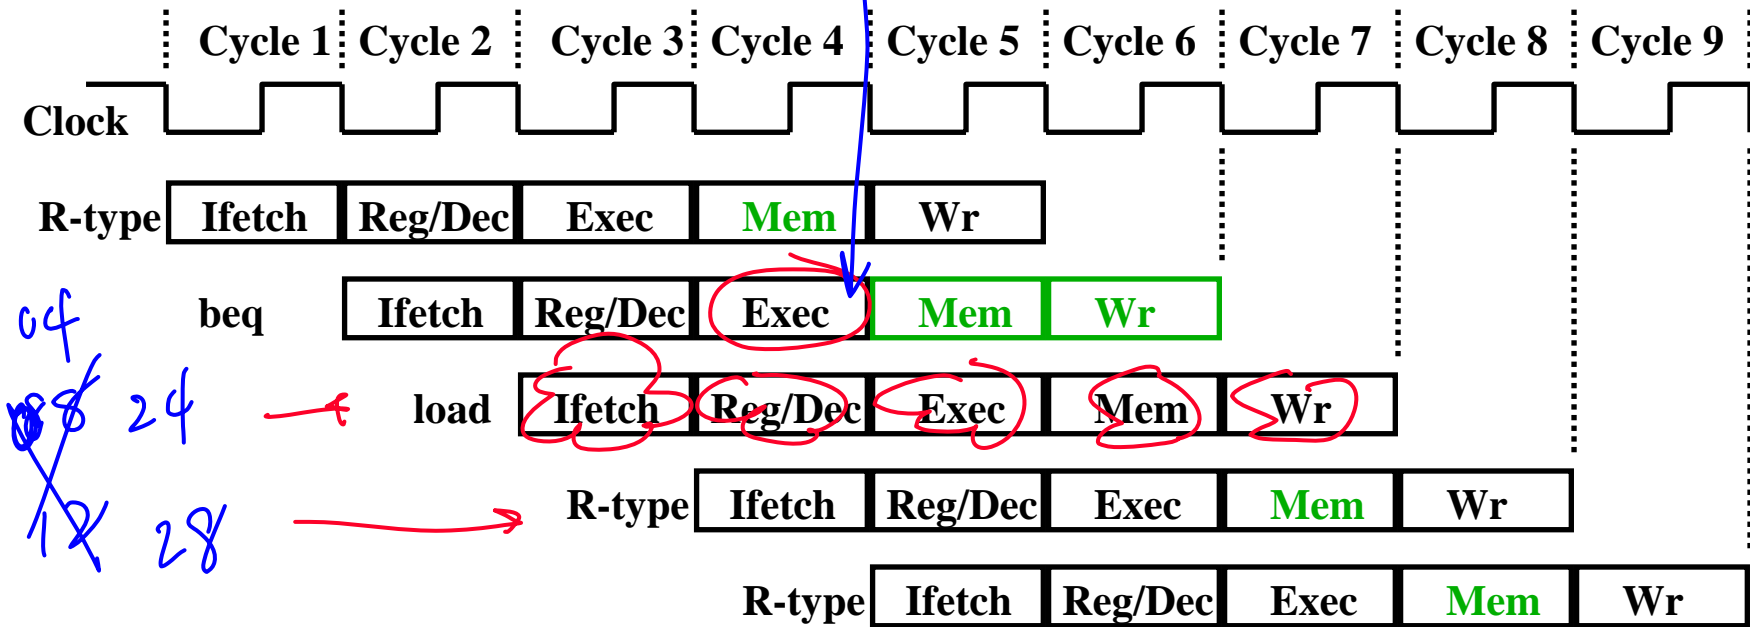 Cycle 1 Cycle 2 Cycle 3 Cycle 4 Cycle 5 Cycle 6 Cycle 7 Cycle 8 Cycle 9
Clock
R-type Ifetch Reg/Dec Exec Mem Wr
04 beq Ifetch Reg/Dec Exec Mem Wr
24 load Ifetch Reg/Dec Exec Mem Wr
12 28 R-type Ifetch Reg/Dec Exec Mem Wr
R-type Ifetch Reg/Dec Exec Mem Wr